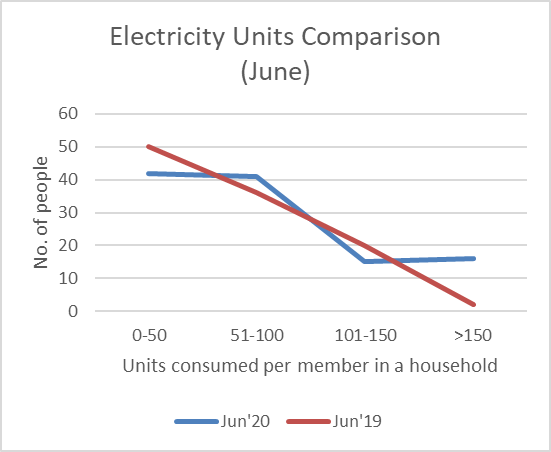 Electricity Units Comparison
(June)
60
50
40
30
20
10
0
No. of people
0-50 51-100 101-150 >150
Units consumed per member in a household
Jun'20 Jun'19